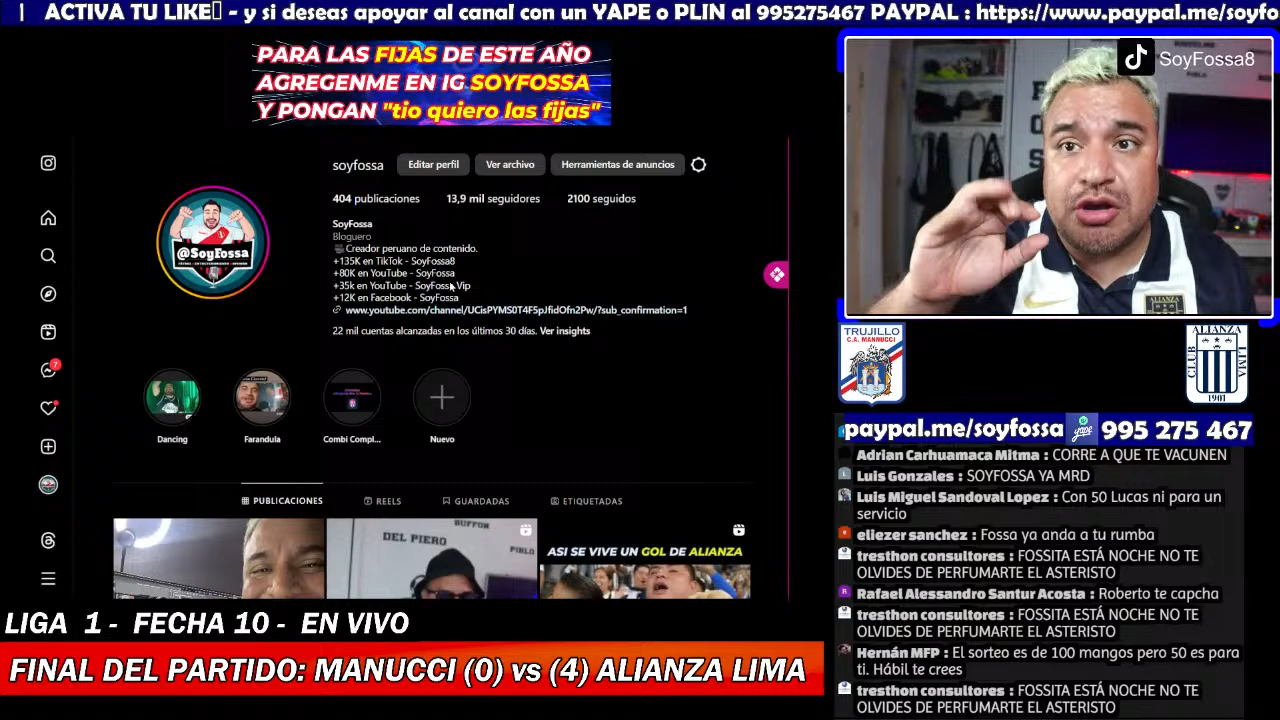 | ACTIVA TU LIKE - y si deseas apoyar al canal con un YAPE o PLIN al 995275467 PAYPAL : https://www.paypal.me/soyfo
PARA LAS FIJAS DE ESTE AÑO
AGREGENME EN IG SOYFOSSA
Y PONGAN "tio quiero las fijas"
SoyFossa8
soyfossa
Editar perfil
Ver archivo
Herramientas de anuncios
404 publicaciones
13,9 mil seguidores
2100 seguidos
SoyFossa
Bloguero
Creador peruano de contenido.
+135K en TikTok - SoyFossa8
+80K en YouTube - SoyFossa
+35k en YouTube - SoyFossa Vip
+12K en Facebook - SoyFossa
www.youtube.com/channel/UCisPYMS0T4F5pJfidOfn2Pw/?sub_confirmation=1
22 mil cuentas alcanzadas en los últimos 30 días. Ver insights
@SoyFossa
7
Dancing
Farandula
Combi Compl...
Nuevo
PUBLICACIONES
REELS
GUARDADAS
ETIQUETADAS
BUFFON
DEL PIERO
PIBLO
ASI SE VIVE UN GOL DE ALIANZA
ALIANZA
TRUJILLO
C.A. MANNUCCI
CLUB
ALIANZA
LIMA
1901
paypal.me/soyfossa yape 995 275 467
Adrian Carhuamaca Mitma : CORRE A QUE TE VACUNEN
Luis Gonzales : SOYFOSSA YA MRD
Luis Miguel Sandoval Lopez : Con 50 Lucas ni para un
servicio
eliezer sanchez : Fossa ya anda a tu rumba
tresthon consultores : FOSSITA ESTÁ NOCHE NO TE
OLVIDES DE PERFUMARTE EL ASTERISTO
Rafael Alessandro Santur Acosta : Roberto te capcha
tresthon consultores : FOSSITA ESTÁ NOCHE NO TE
OLVIDES DE PERFUMARTE EL ASTERISTO
Hernán MFP : El sorteo es de 100 mangos pero 50 es para
ti. Hábil te crees
tresthon consultores : FOSSITA ESTÁ NOCHE NO TE
OLVIDES DE PERFUMARTE EL ASTERISTO
LIGA 1 - FECHA 10 - EN VIVO
FINAL DEL PARTIDO: MANUCCI (0) vs (4) ALIANZA LIMA